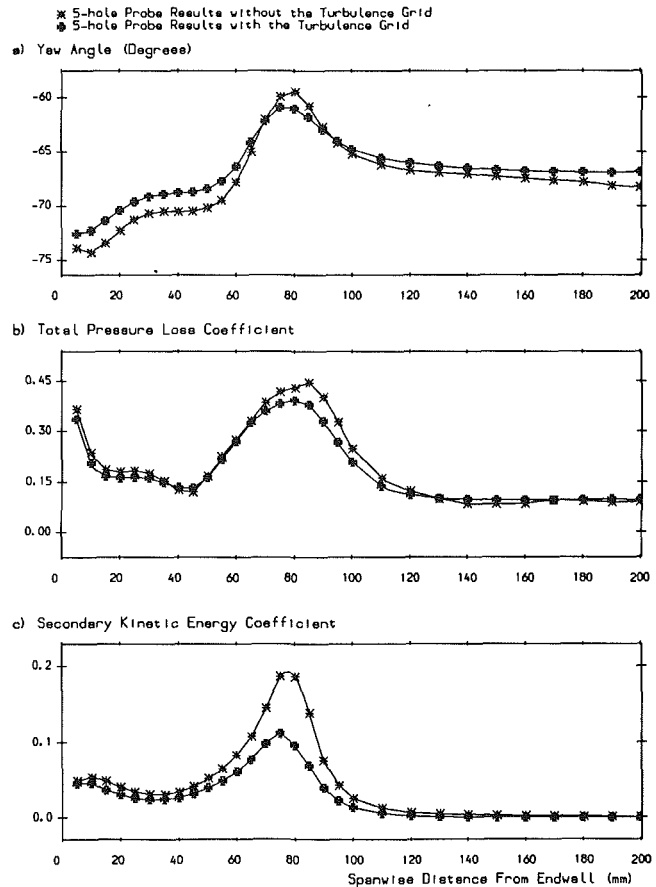 5-hole Probe Results without the Turbulence Grid
5-hole Probe Results with the Turbulence Grid
a) Yaw Angle (Degrees)
-60
-65
-70
-75
0 20 40 60 80 100 120 140 160 180 200
b) Total Pressure Loss Coefficient
0.45
0.30
0.15
0.00
0 20 40 60 80 100 120 140 160 180 200
c) Secondary Kinetic Energy Coefficient
0.2
0.1
0.0
0 20 40 60 80 100 120 140 160 180 200
Spanwise Distance From Endwall (mm)